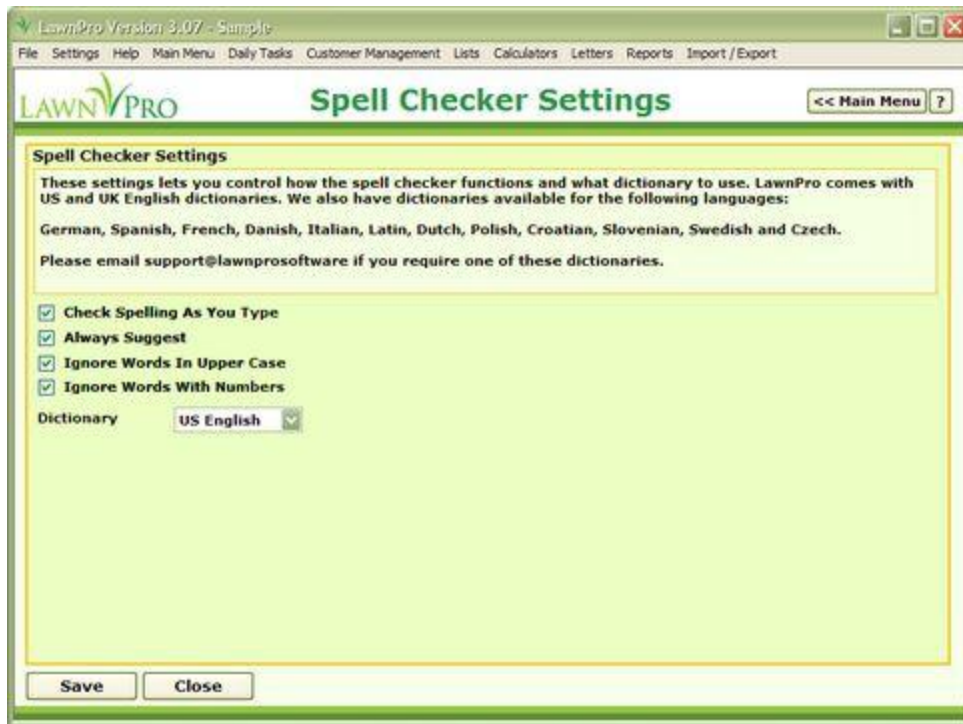 LawnPro Version 3.07 - Sample
File Settings Help Main Menu Daily Tasks Customer Management Lists Calculators Letters Reports Import / Export
LAWN PRO
Spell Checker Settings
<< Main Menu ?
Spell Checker Settings
These settings lets you control how the spell checker functions and what dictionary to use. LawnPro comes with
US and UK English dictionaries. We also have dictionaries available for the following languages:
German, Spanish, French, Danish, Italian, Latin, Dutch, Polish, Croatian, Slovenian, Swedish and Czech.
Please email support@lawnprosoftware if you require one of these dictionaries.
Check Spelling As You Type
Always Suggest
Ignore Words In Upper Case
Ignore Words With Numbers
Dictionary US English
Save Close